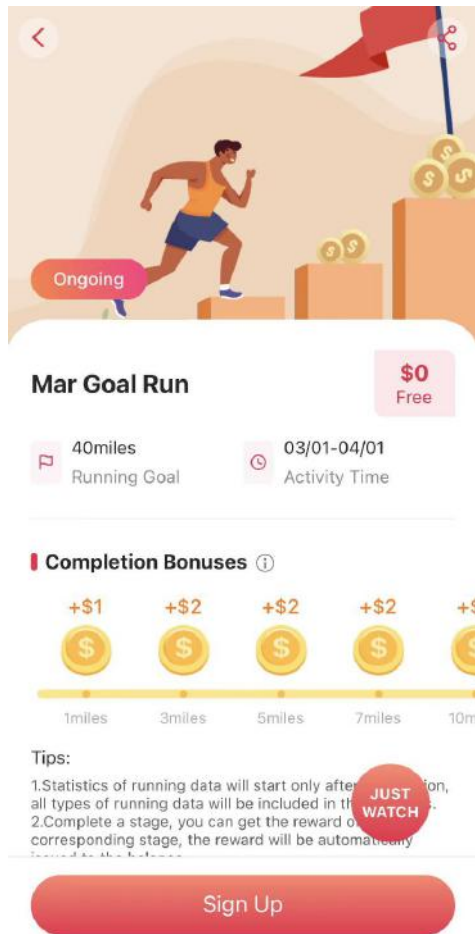 Ongoing
Mar Goal Run
$0
Free
40miles
Running Goal
03/01-04/01
Activity Time
Completion Bonuses
+$1 +$2 +$2 +$2 +$
1miles 3miles 5miles 7miles 10m
Tips:
1.Statistics of running data will start only after
all types of running data will be included in
JUST
WATCH
2.Complete a stage, you can get the reward
corresponding stage, the reward will be automatically
Sign Up